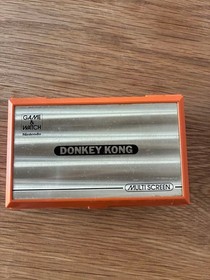 GAME
&
WATCH
Nintendo
DONKEY KONG
MULTI SCREEN